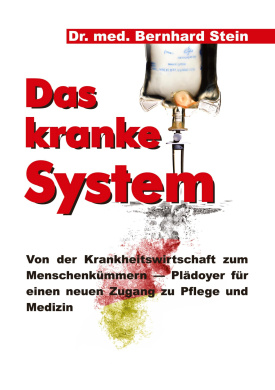 Dr. med. Bernhard Stein
Das
kranke
System
Von der Krankheitswirtschaft zum
Menschenkümmern — Plädoyer für
einen neuen Zugang zu Pflege und
Medizin